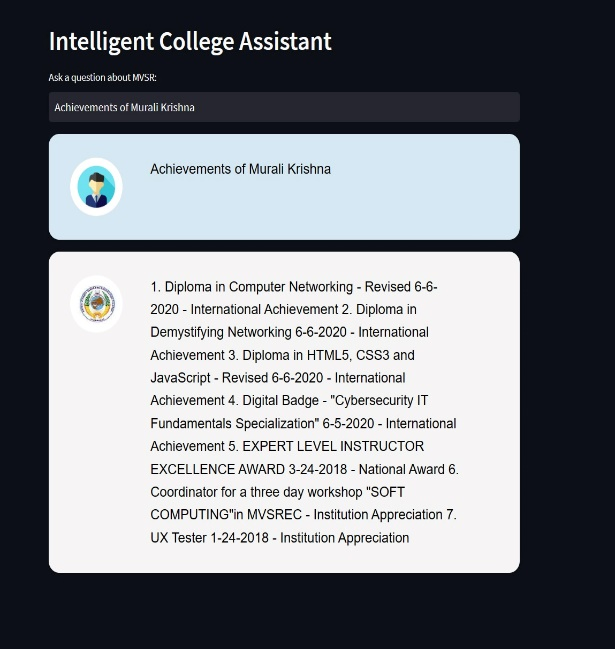 Intelligent College Assistant
Ask a question about MVSR:
Achievements of Murali Krishna
Achievements of Murali Krishna
1. Diploma in Computer Networking - Revised 6-6-
2020 - International Achievement 2. Diploma in
Demystifying Networking 6-6-2020 - International
Achievement 3. Diploma in HTML5, CSS3 and
JavaScript - Revised 6-6-2020 - International
Achievement 4. Digital Badge - "Cybersecurity IT
Fundamentals Specialization" 6-5-2020 - International
Achievement 5. EXPERT LEVEL INSTRUCTOR
EXCELLENCE AWARD 3-24-2018 - National Award 6.
Coordinator for a three day workshop "SOFT
COMPUTING"in MVSREC - Institution Appreciation 7.
UX Tester 1-24-2018 - Institution Appreciation